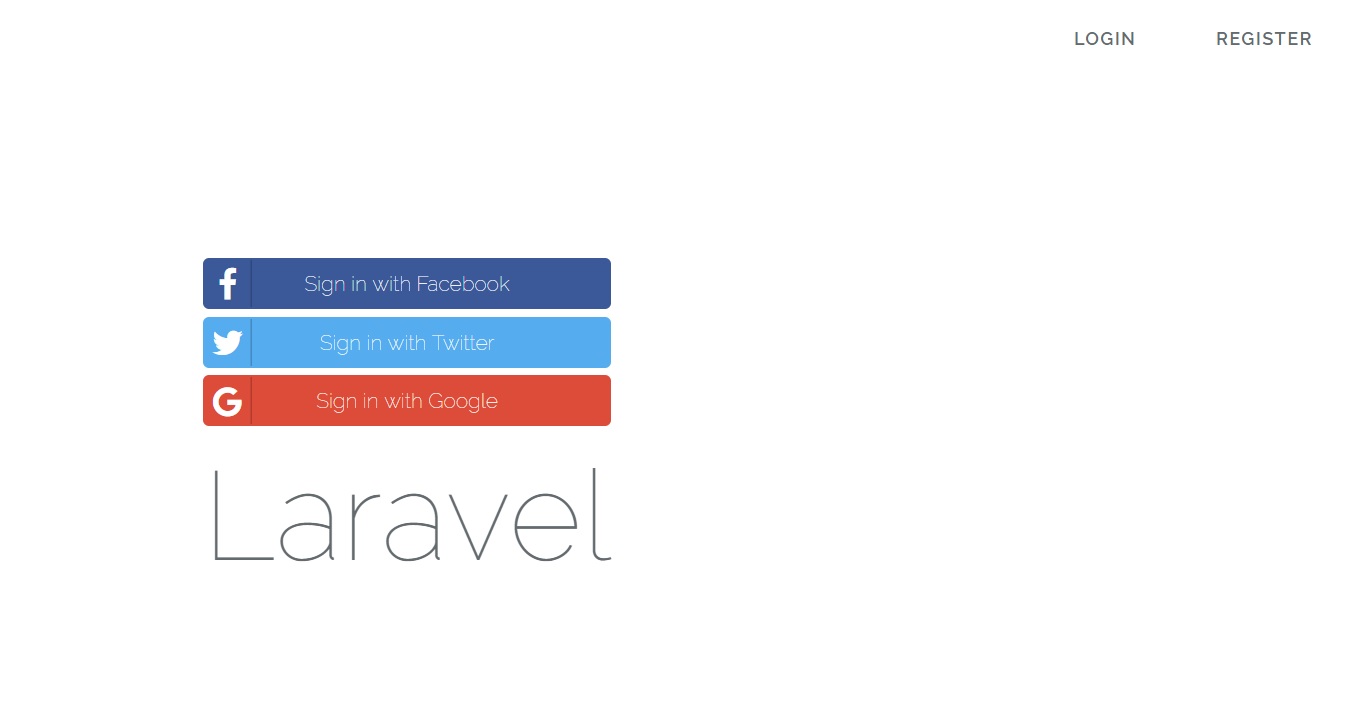 LOGIN REGISTER
Sign in with Facebook
Sign in with Twitter
Sign in with Google
Laravel